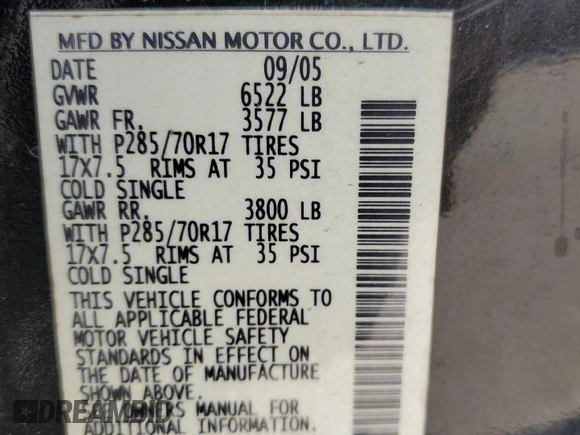 MFD BY NISSAN MOTOR CO., LTD.
DATE 09/05
GVWR 6522 LB
GAWR FR. 3577 LB
WITH P285/70R17 TIRES
17X7.5 RIMS AT 35 PSI
COLD SINGLE
GAWR RR. 3800 LB
WITH P285/70R17 TIRES
17X7.5 RIMS AT 35 PSI
COLD SINGLE
THIS VEHICLE CONFORMS TO
ALL APPLICABLE FEDERAL
MOTOR VEHICLE SAFETY
STANDARDS IN EFFECT ON
THE DATE OF MANUFACTURE
SHOWN ABOVE.
OWNERS MANUAL FOR
ADDITIONAL INFORMATION
DREAMBID